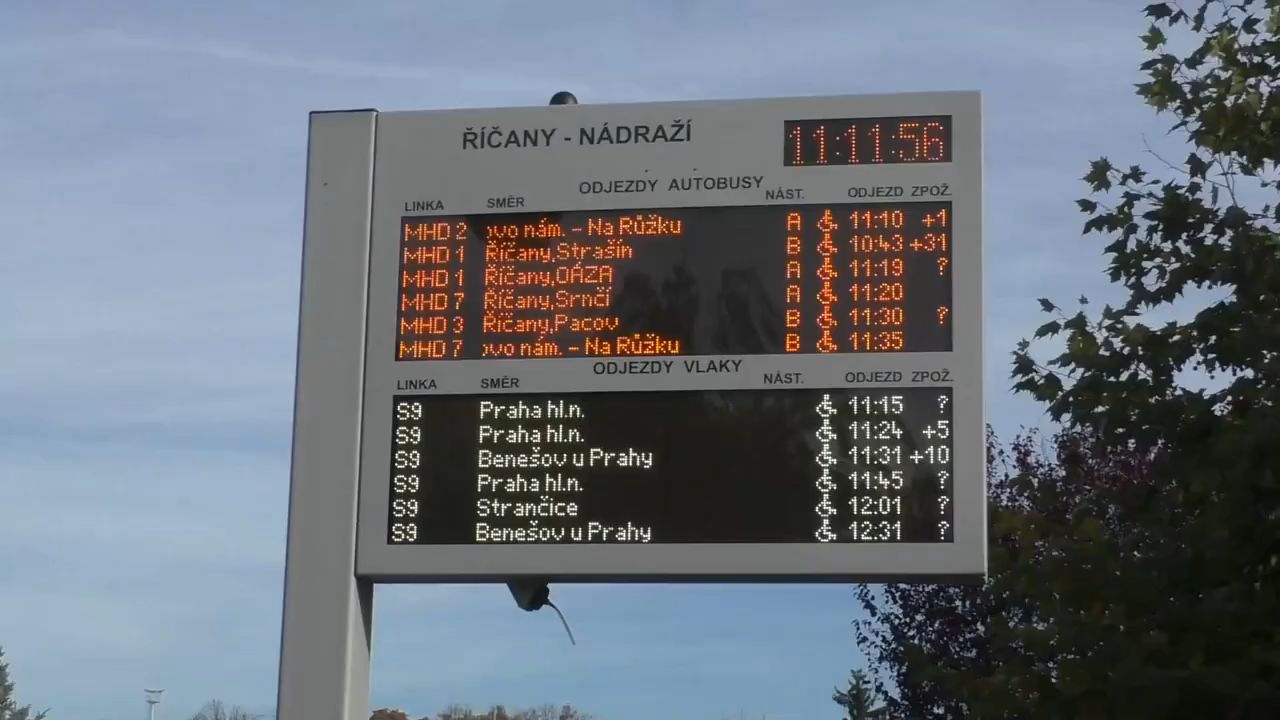 ŘÍČANY - NÁDRAŽÍ 11:11:56
ODJEZDY AUTOBUSY
LINKA SMĚR NÁST. ODJEZD ZPOŽ.
MHD 2 vo nám. - Na Růžku A 11:10 +1
MHD 1 Říčany,Strašín B 10:43 +31
MHD 1 Říčany,OÁZA A 11:19 ?
MHD 7 Říčany,Srnčí A 11:20
MHD 3 Říčany,Pacov B 11:30 ?
MHD 7 vo nám. - Na Růžku B 11:35
ODJEZDY VLAKY
LINKA SMĚR NÁST. ODJEZD ZPOŽ.
S9 Praha hl.n. 11:15 ?
S9 Praha hl.n. 11:24 +5
S9 Benešov u Prahy 11:31 +10
S9 Praha hl.n. 11:45 ?
S9 Strančice 12:01 ?
S9 Benešov u Prahy 12:31 ?